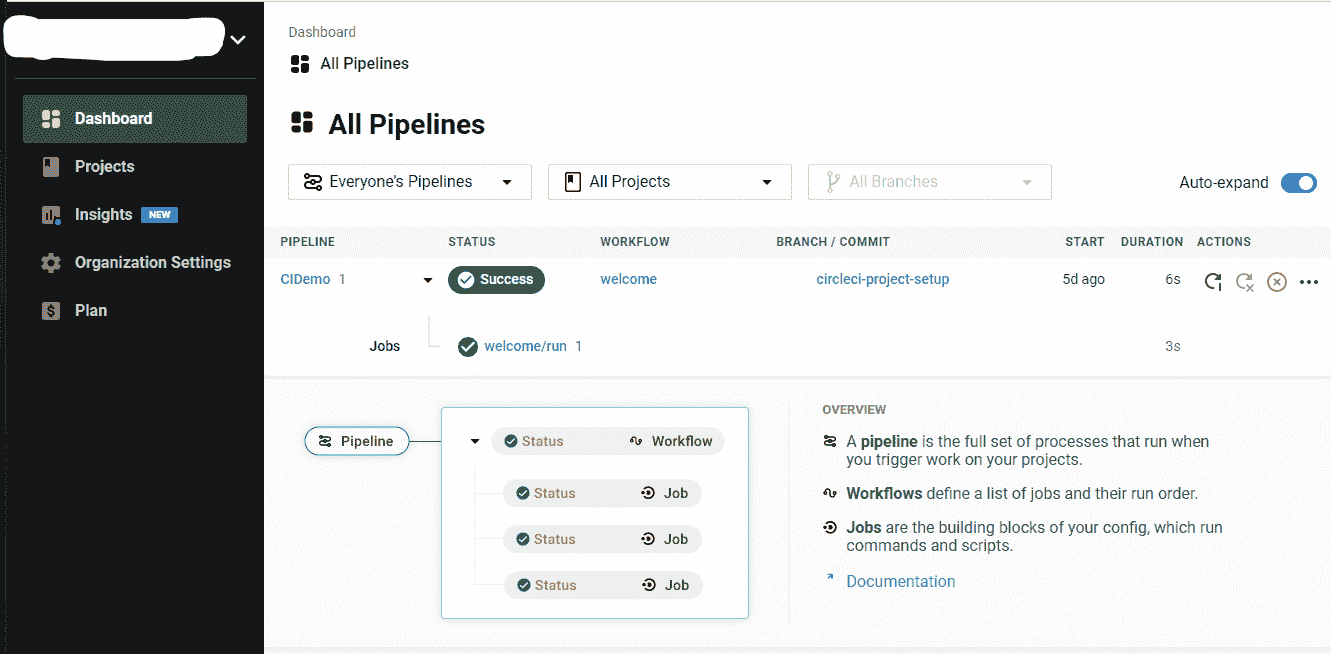 Dashboard
Projects
Insights NEW
Organization Settings
Plan
Dashboard
All Pipelines
All Pipelines
Everyone's Pipelines All Projects All Branches Auto-expand
PIPELINE STATUS WORKFLOW BRANCH / COMMIT START DURATION ACTIONS
CIDemo 1 Success welcome circleci-project-setup 5d ago 6s
Jobs welcome/run 1 3s
Pipeline
Status Workflow
Status Job
Status Job
Status Job
OVERVIEW
A pipeline is the full set of processes that run when
you trigger work on your projects.
Workflows define a list of jobs and their run order.
Jobs are the building blocks of your config, which run
commands and scripts.
Documentation